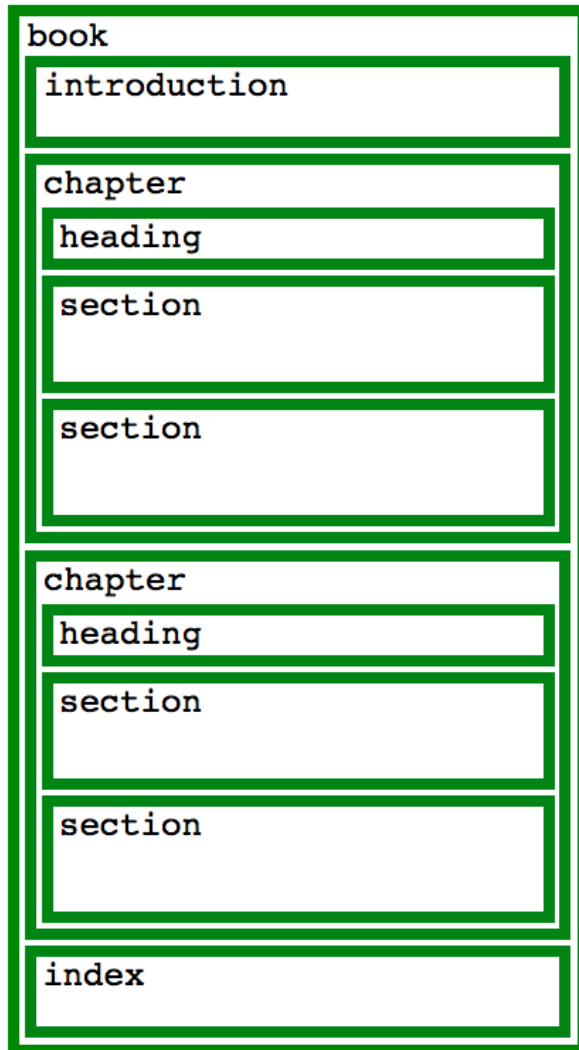 book
introduction
chapter
heading
section
section
chapter
heading
section
section
index